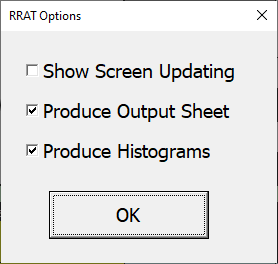 RRAT Options
Show Screen Updating
Produce Output Sheet
Produce Histograms
OK